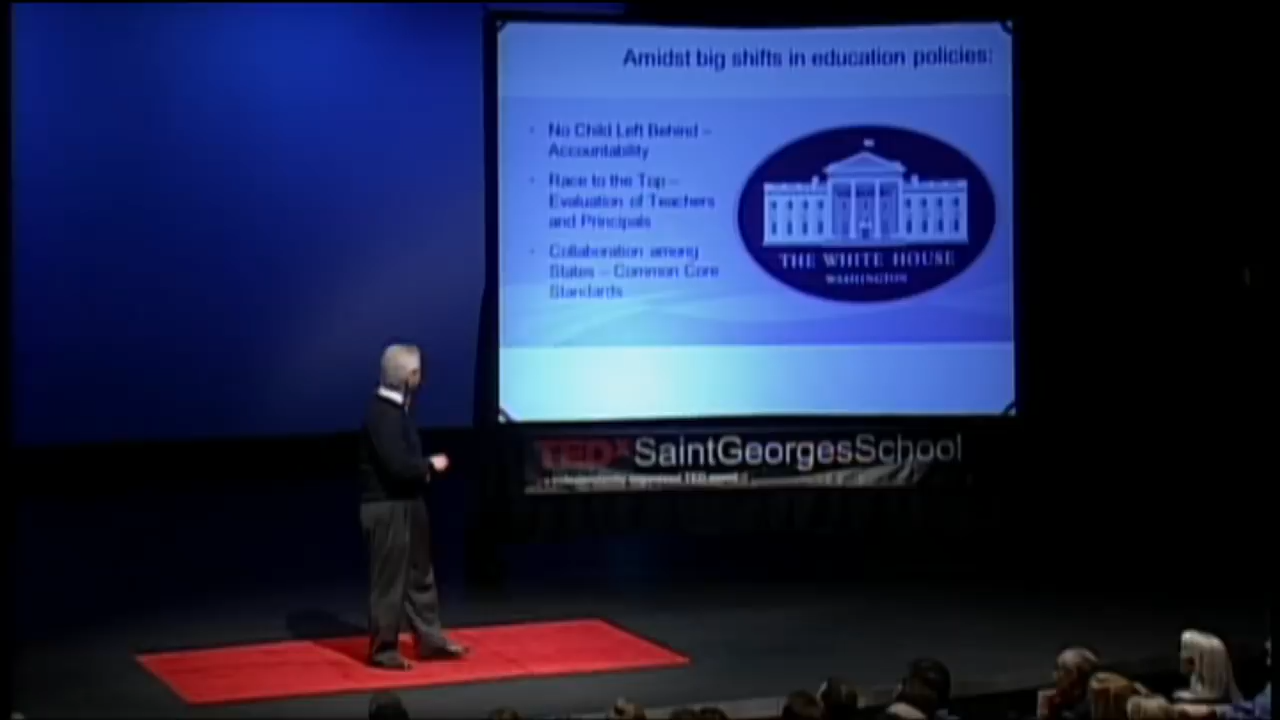 Amidst big shifts in education policies:
No Child Left Behind –
Accountability
Race to the Top –
Evaluation of Teachers
and Principals
Collaboration among
States – Common Core
Standards
THE WHITE HOUSE
WASHINGTON
TEDx SaintGeorgesSchool